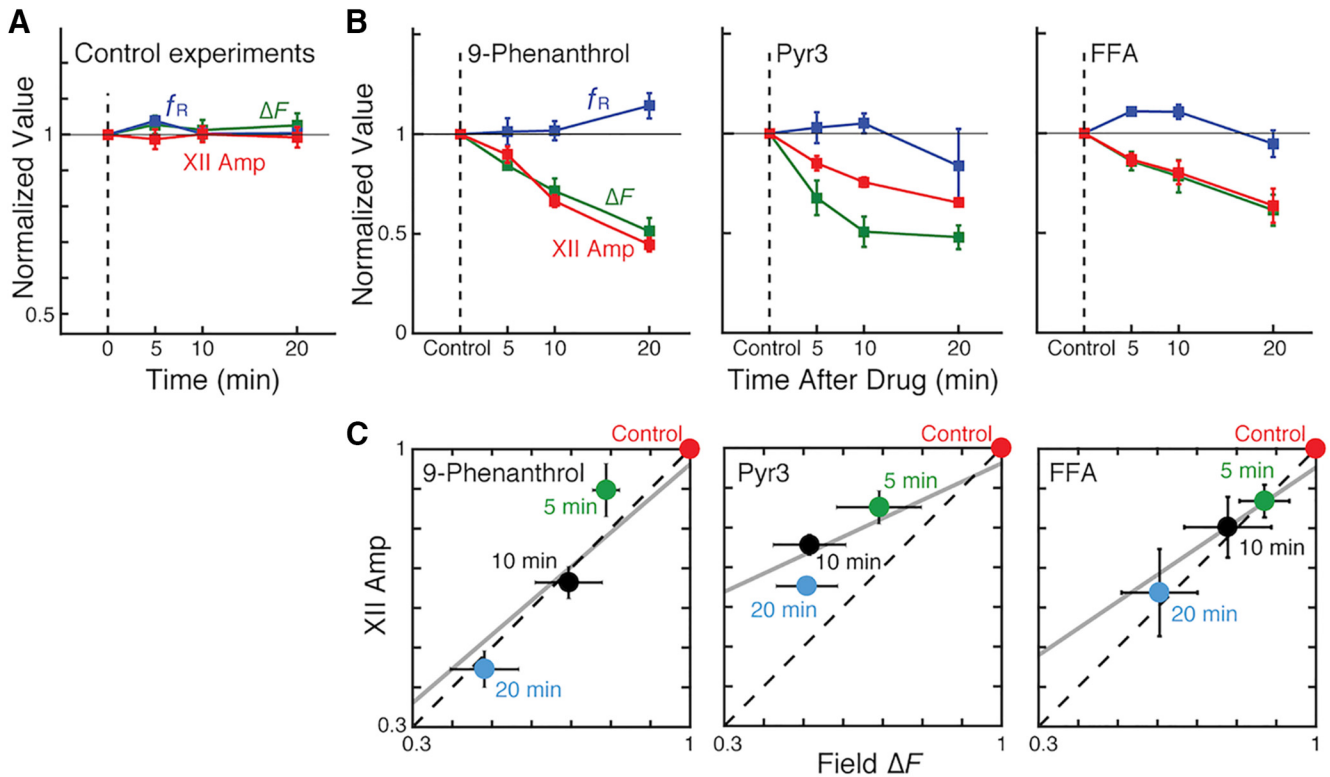 A
Control experiments
fR
ΔF
XII Amp
Normalized Value
1
0.5
0
5
10
20
Time (min)
B
9-Phenanthrol
fR
ΔF
XII Amp
Normalized Value
1
0.5
0
Control
5
10
20
Pyr3
Control
5
10
20
FFA
Control
5
10
20
Time After Drug (min)
C
Control
9-Phenanthrol
5 min
10 min
20 min
XII Amp
1
0.3
0.3
1
Control
Pyr3
5 min
10 min
20 min
0.3
1
Control
FFA
5 min
10 min
20 min
0.3
1
Field ΔF